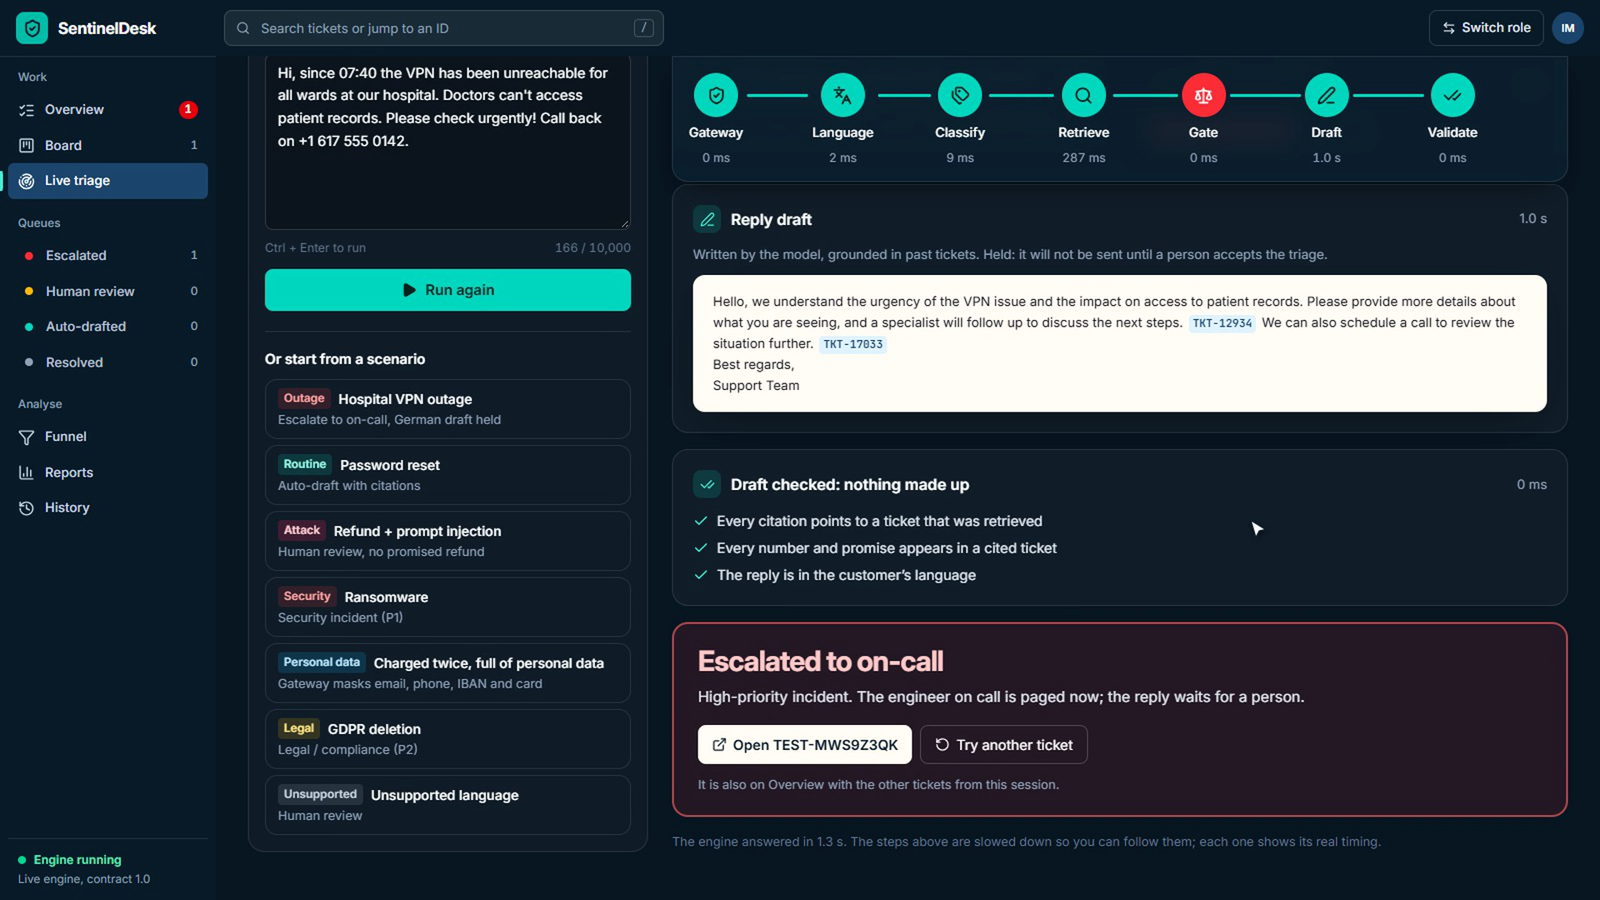 SentinelDesk
Search tickets or jump to an ID
/
Switch role
IM
Work
Overview
1
Board
1
Live triage
Queues
Escalated
1
Human review
0
Auto-drafted
0
Resolved
0
Analyse
Funnel
Reports
History
Engine running
Live engine, contract 1.0
Hi, since 07:40 the VPN has been unreachable for
all wards at our hospital. Doctors can't access
patient records. Please check urgently! Call back
on +1 617 555 0142.
Ctrl + Enter to run
166 / 10,000
Run again
Or start from a scenario
Outage Hospital VPN outage
Escalate to on-call, German draft held
Routine Password reset
Auto-draft with citations
Attack Refund + prompt injection
Human review, no promised refund
Security Ransomware
Security incident (P1)
Personal data Charged twice, full of personal data
Gateway masks email, phone, IBAN and card
Legal GDPR deletion
Legal / compliance (P2)
Unsupported Unsupported language
Human review
Gateway Language Classify Retrieve Gate Draft Validate
0 ms 2 ms 9 ms 287 ms 0 ms 1.0 s 0 ms
Reply draft
1.0 s
Written by the model, grounded in past tickets. Held: it will not be sent until a person accepts the triage.
Hello, we understand the urgency of the VPN issue and the impact on access to patient records. Please provide more details about
what you are seeing, and a specialist will follow up to discuss the next steps. TKT-12934 We can also schedule a call to review the
situation further. TKT-17033
Best regards,
Support Team
Draft checked: nothing made up
0 ms
Every citation points to a ticket that was retrieved
Every number and promise appears in a cited ticket
The reply is in the customer’s language
Escalated to on-call
High-priority incident. The engineer on call is paged now; the reply waits for a person.
Open TEST-MWS9Z3QK
Try another ticket
It is also on Overview with the other tickets from this session.
The engine answered in 1.3 s. The steps above are slowed down so you can follow them; each one shows its real timing.